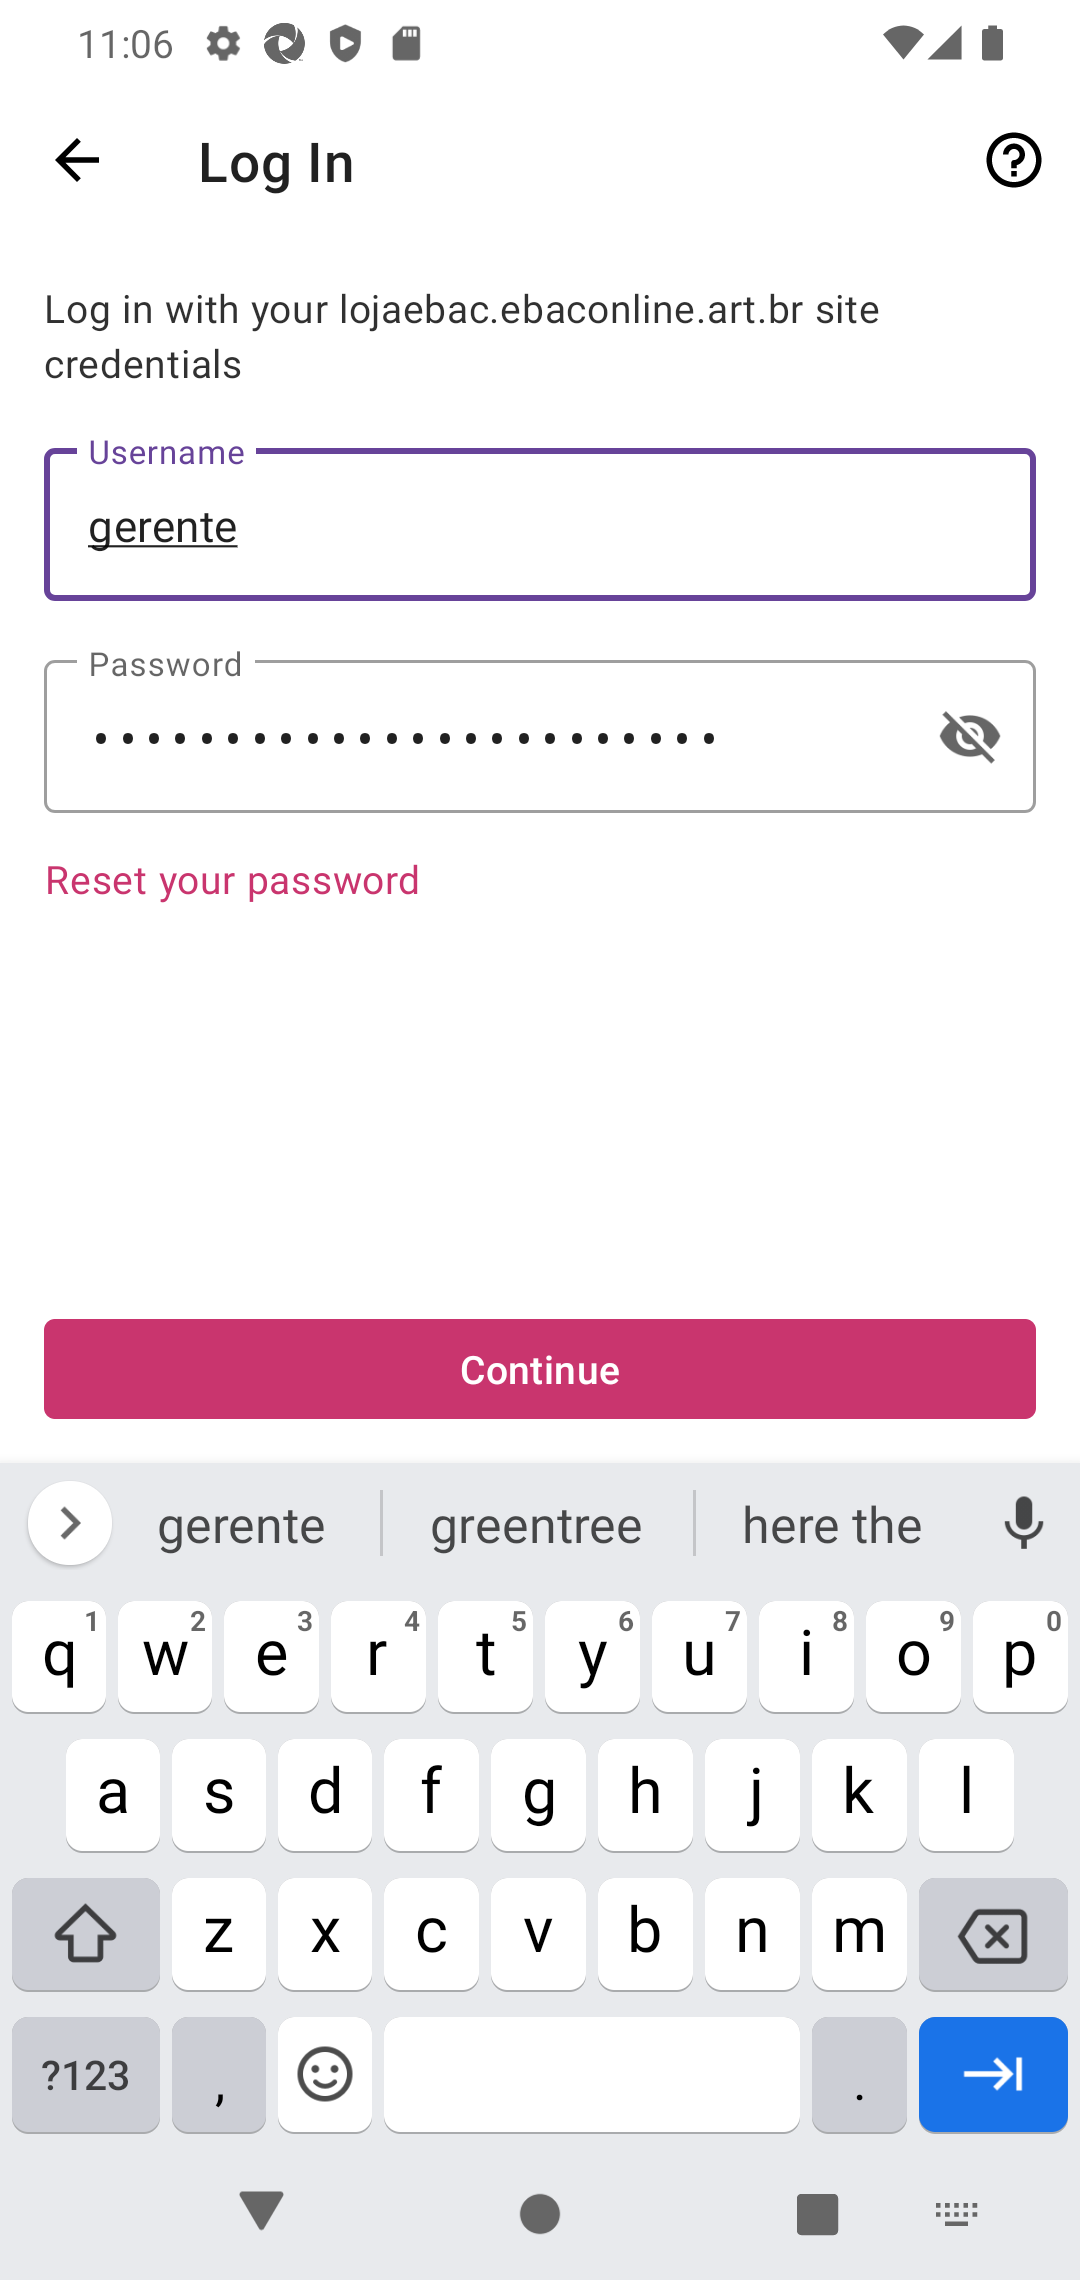 11:06
Log In
Log in with your lojaebac.ebaconline.art.br site
credentials
Username
gerente
Password
••••••••••••••••••••••••
Reset your password
Continue
gerente greentree here the
q1 w2 e3 r4 t5 y6 u7 i8 o9 p0
a s d f g h j k l
z x c v b n m
?123 , .